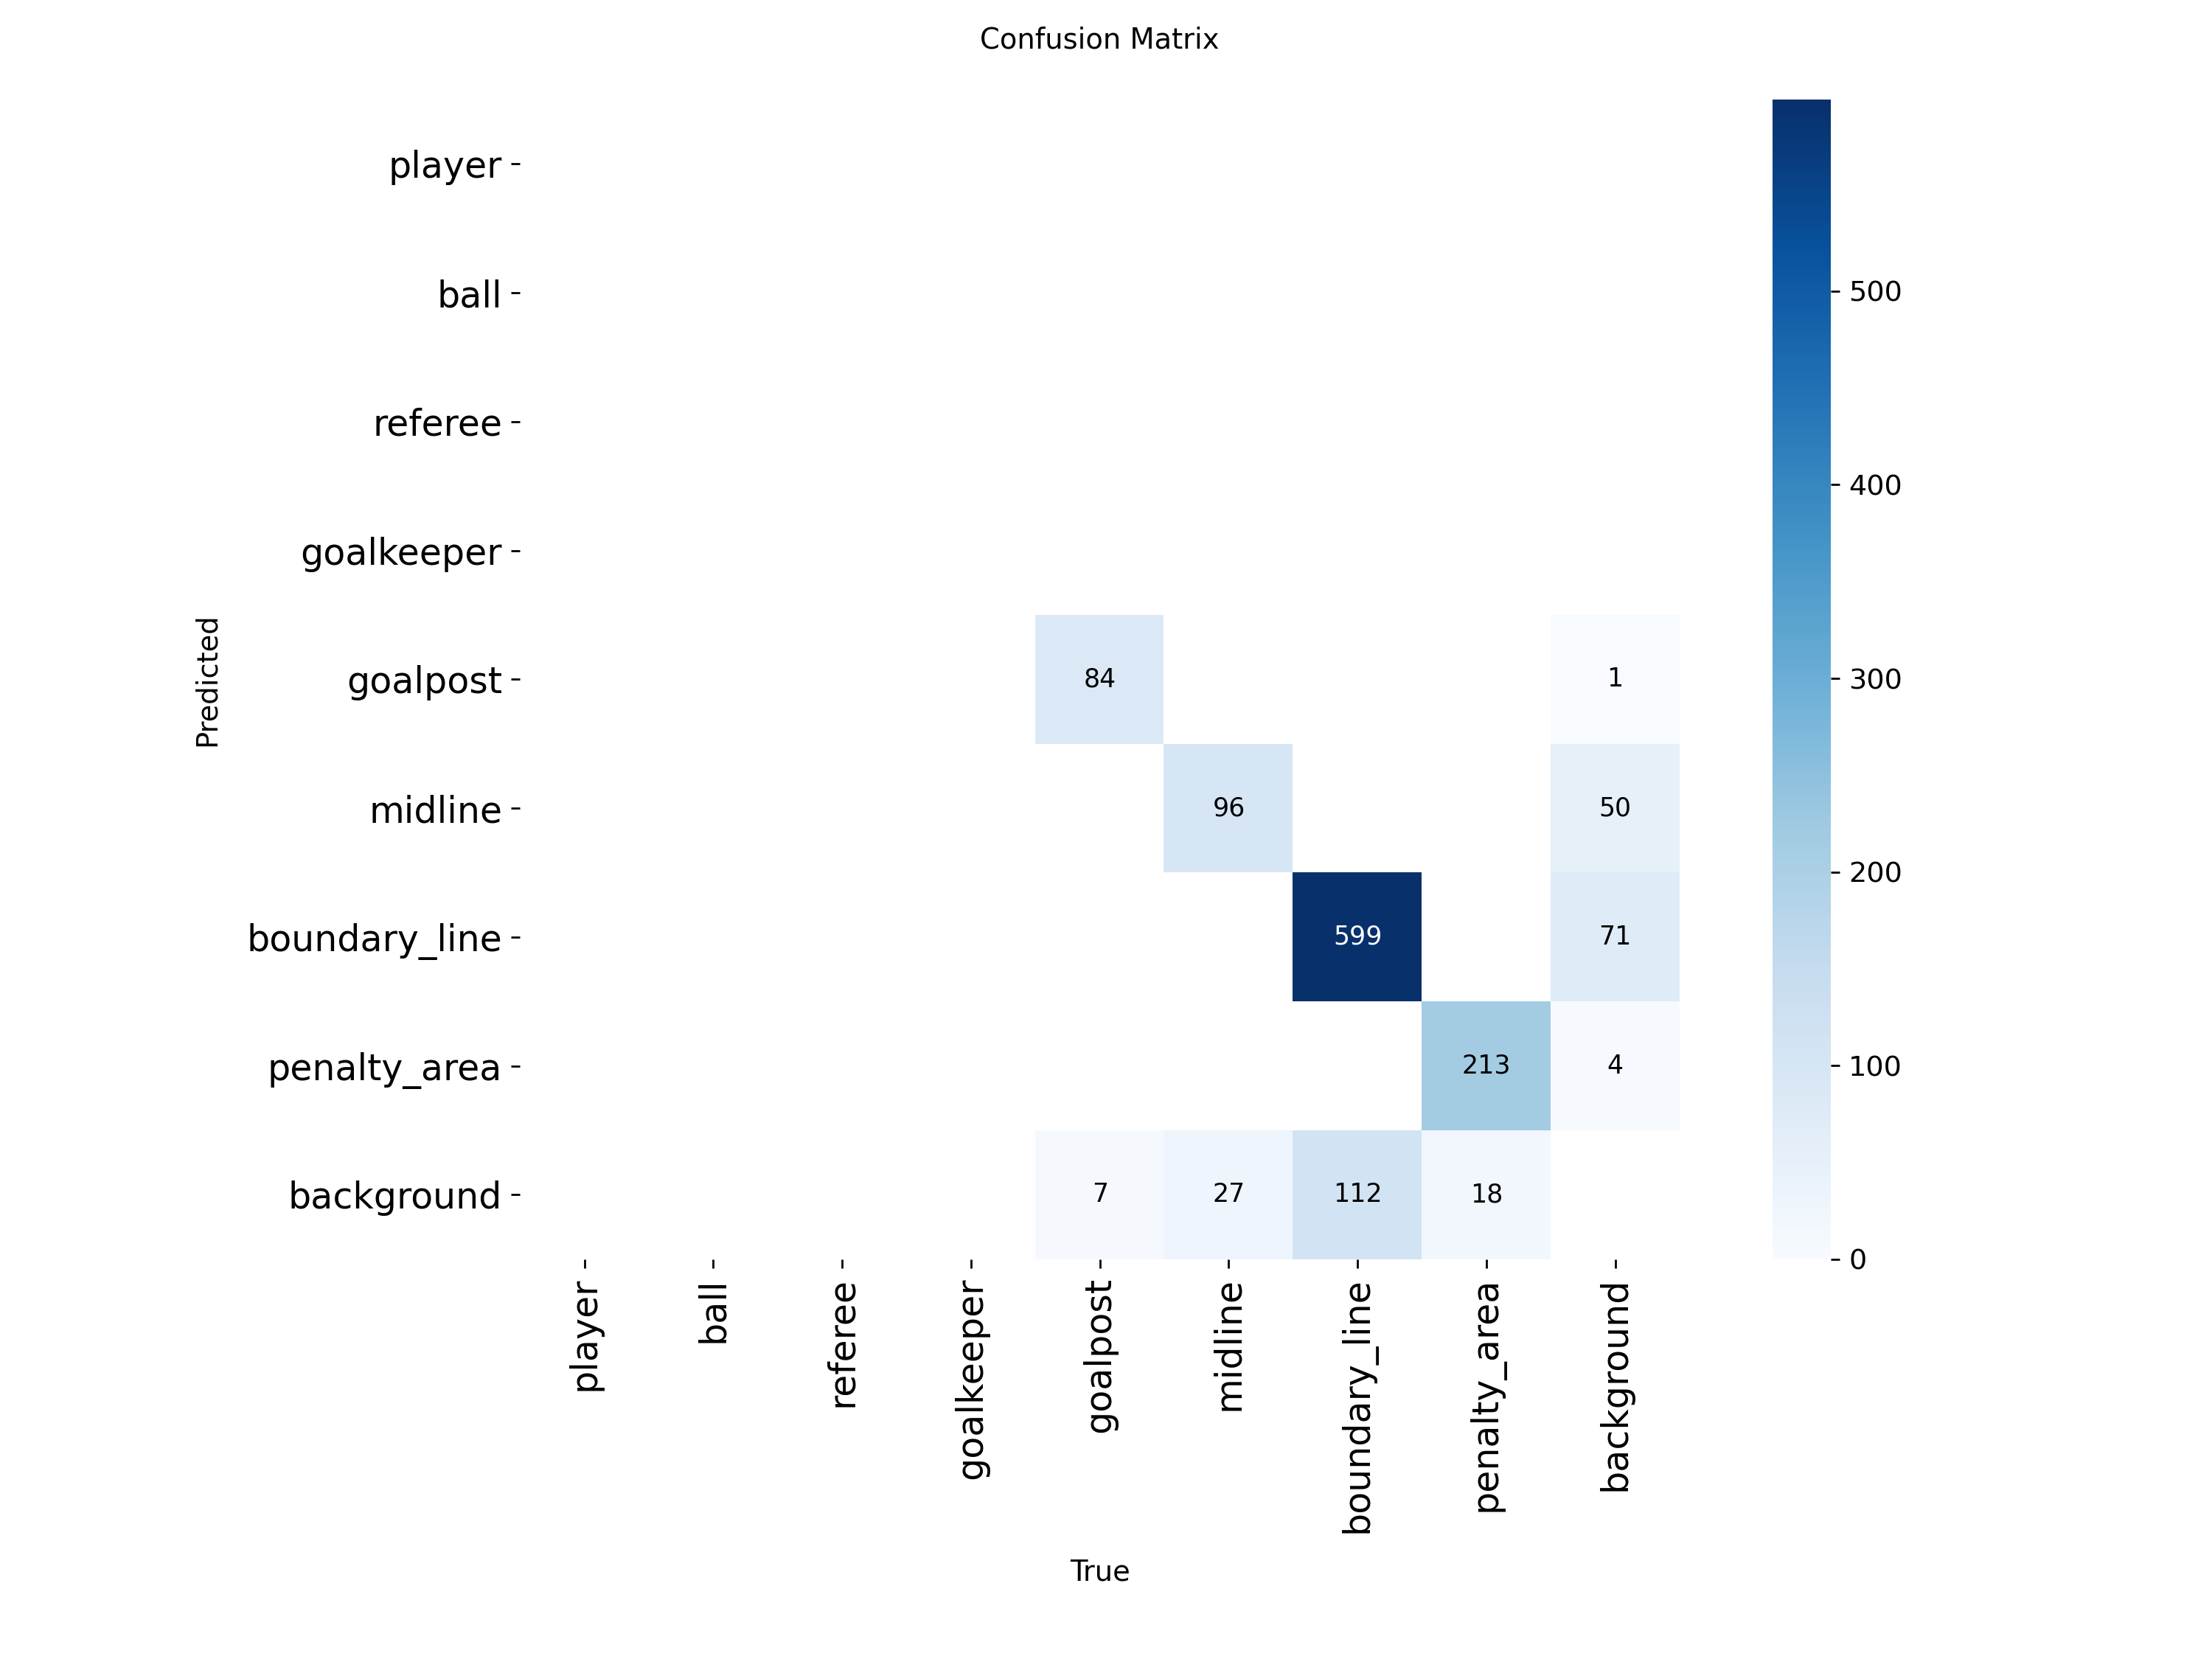 Confusion Matrix
player
ball
referee
goalkeeper
goalpost
midline
boundary_line
penalty_area
background
Predicted
84 1
96 50
599 71
213 4
7 27 112 18
player
ball
referee
goalkeeper
goalpost
midline
boundary_line
penalty_area
background
True
500
400
300
200
100
0